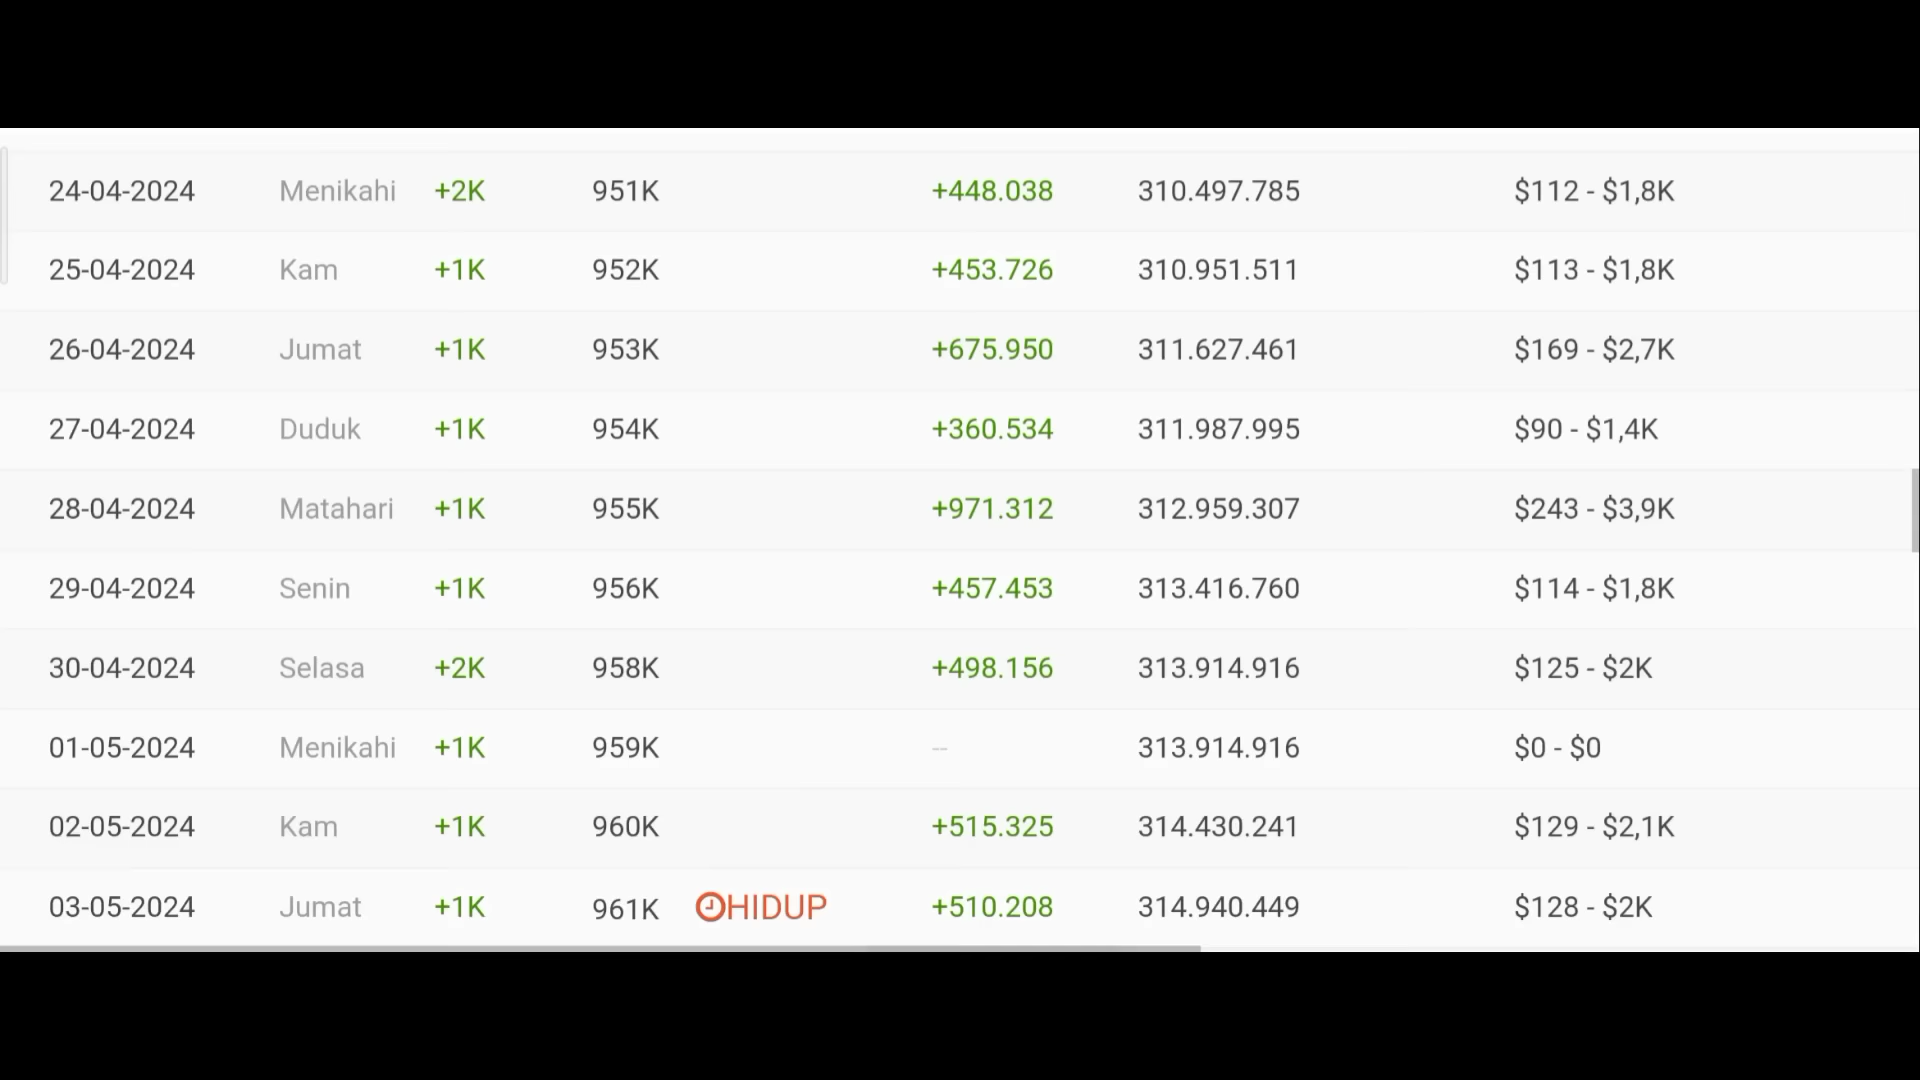 24-04-2024 Menikahi +2K 951K +448.038 310.497.785 $112 - $1,8K
25-04-2024 Kam +1K 952K +453.726 310.951.511 $113 - $1,8K
26-04-2024 Jumat +1K 953K +675.950 311.627.461 $169 - $2,7K
27-04-2024 Duduk +1K 954K +360.534 311.987.995 $90 - $1,4K
28-04-2024 Matahari +1K 955K +971.312 312.959.307 $243 - $3,9K
29-04-2024 Senin +1K 956K +457.453 313.416.760 $114 - $1,8K
30-04-2024 Selasa +2K 958K +498.156 313.914.916 $125 - $2K
01-05-2024 Menikahi +1K 959K -- 313.914.916 $0 - $0
02-05-2024 Kam +1K 960K +515.325 314.430.241 $129 - $2,1K
03-05-2024 Jumat +1K 961K HIDUP +510.208 314.940.449 $128 - $2K